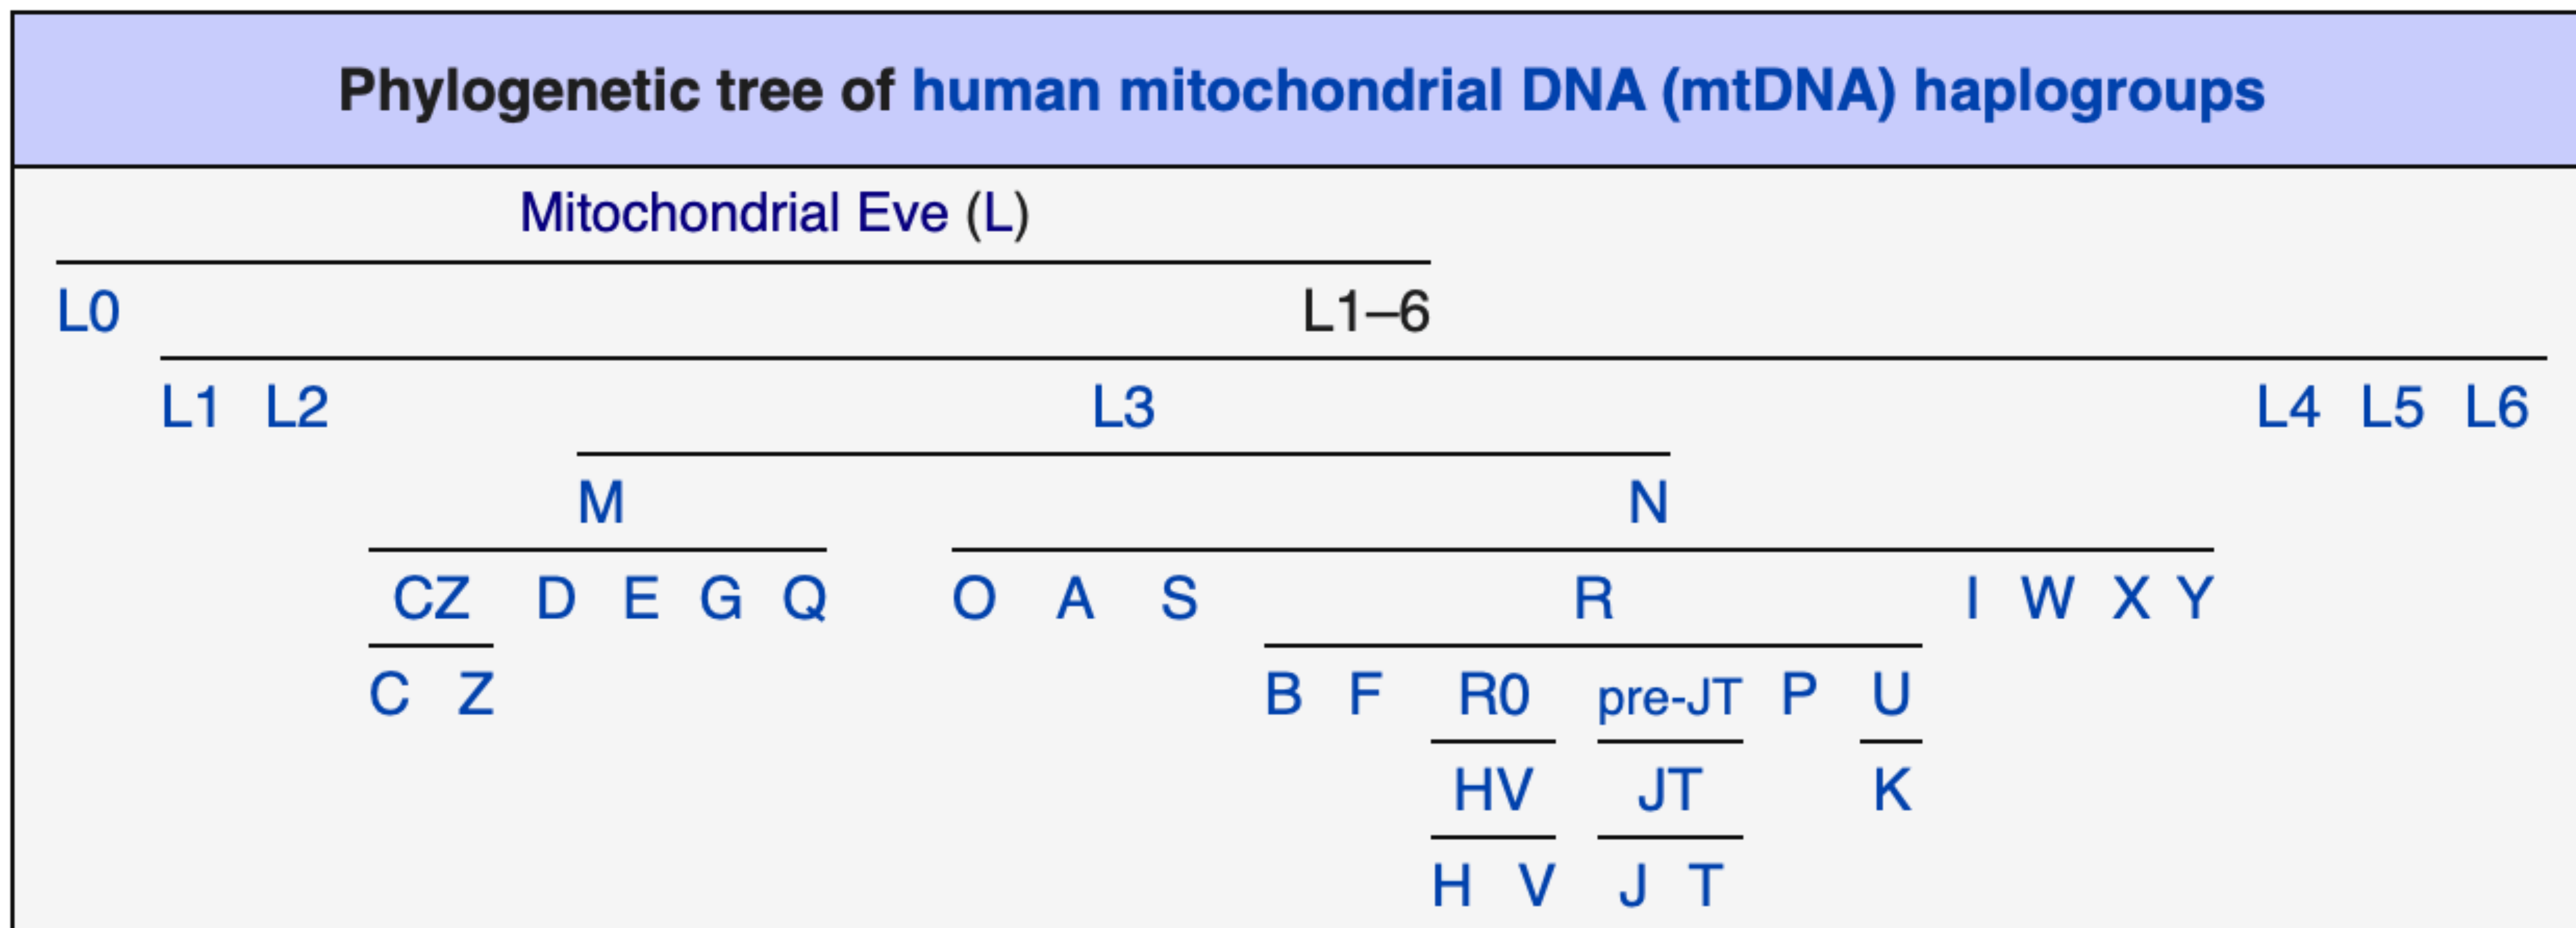 Phylogenetic tree of human mitochondrial DNA (mtDNA) haplogroups
Mitochondrial Eve (L)
L0 L1–6
L1 L2 L3 L4 L5 L6
M N
CZ D E G Q O A S R I W X Y
C Z B F R0 pre-JT P U
HV JT K
H V J T